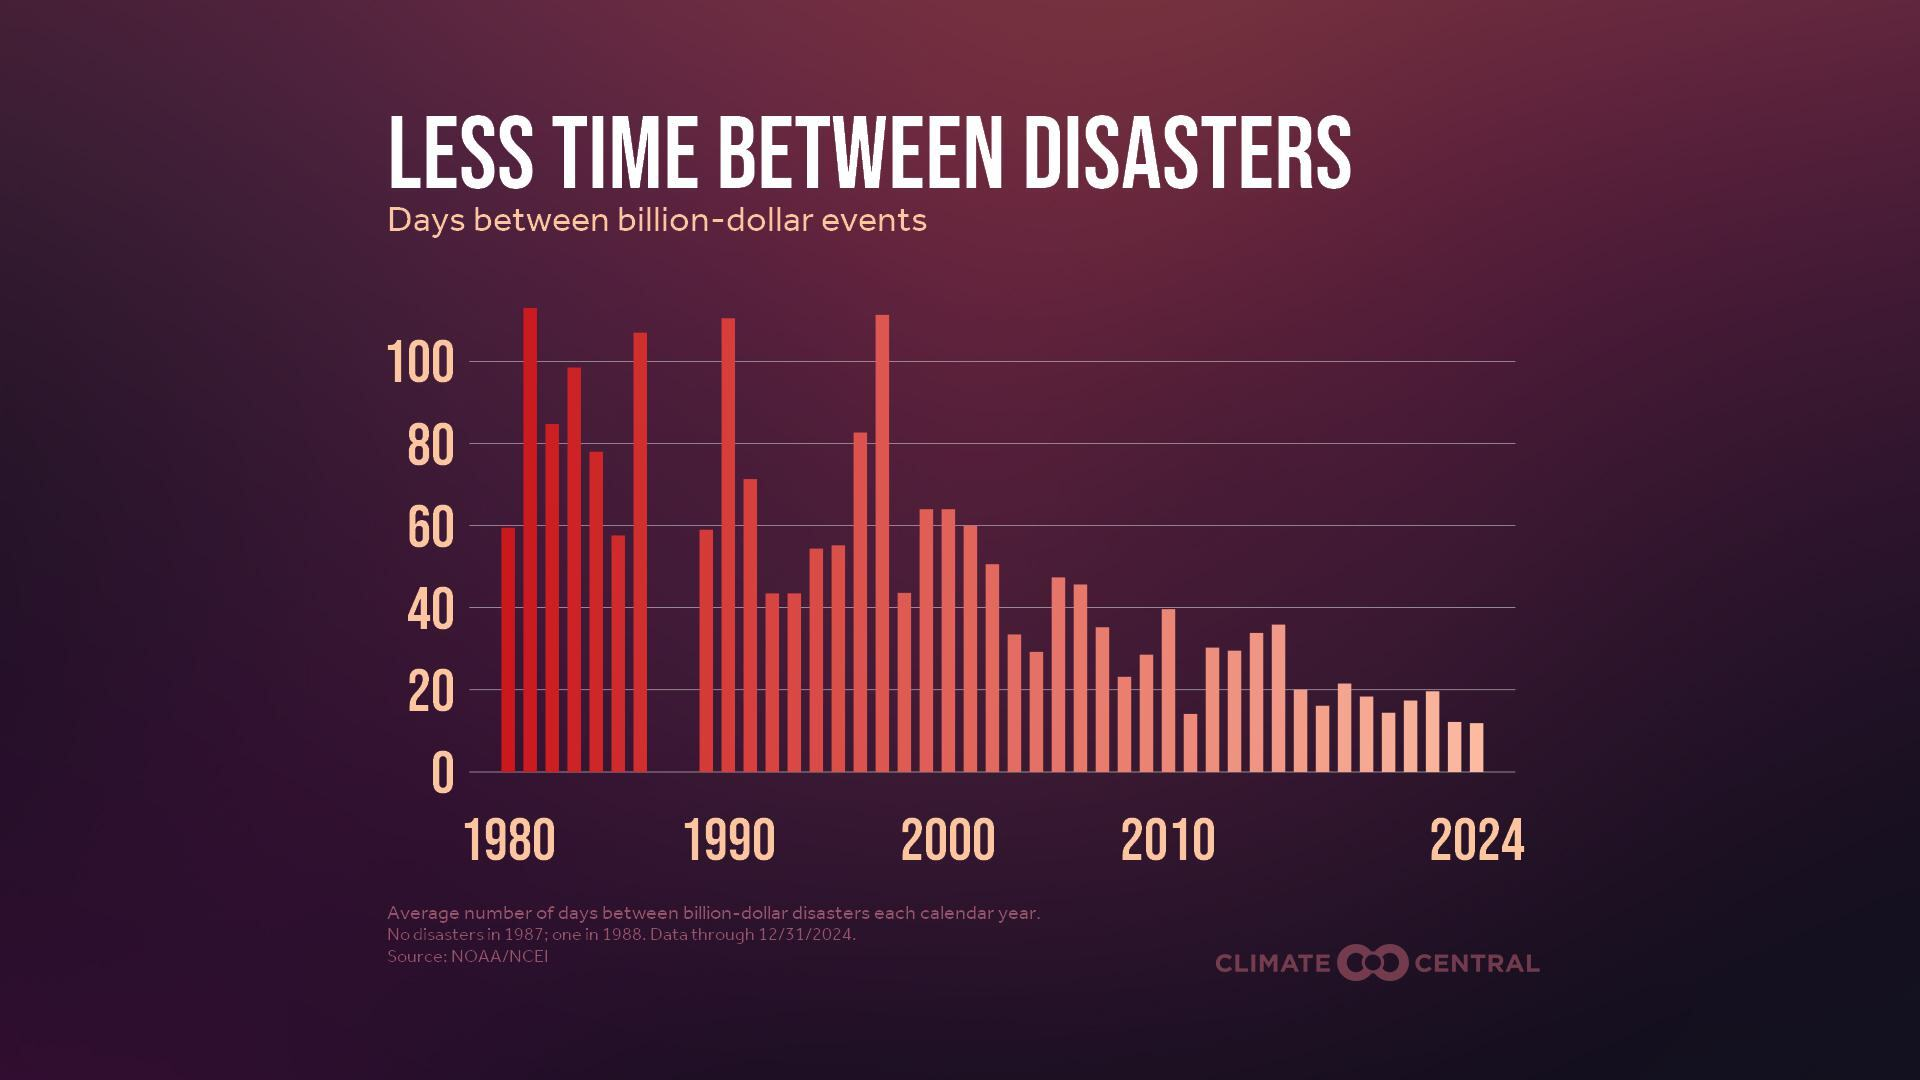 LESS TIME BETWEEN DISASTERS
Days between billion-dollar events
100
80
60
40
20
0
1980 1990 2000 2010 2024
Average number of days between billion-dollar disasters each calendar year.
No disasters in 1987; one in 1988. Data through 12/31/2024.
Source: NOAA/NCEI
CLIMATE CENTRAL